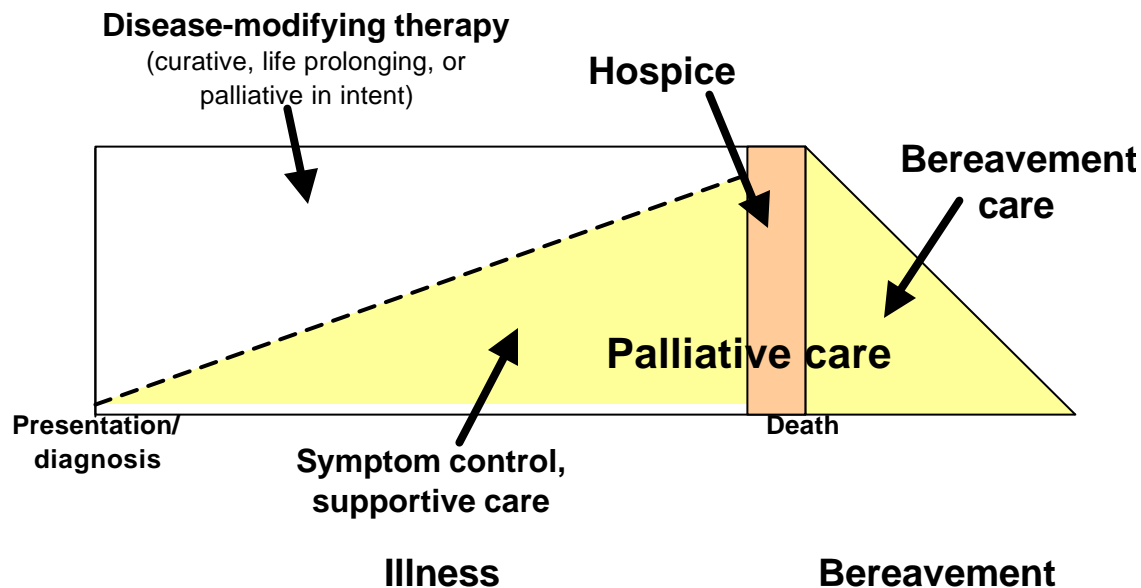 Disease-modifying therapy
(curative, life prolonging, or
palliative in intent)
Hospice
Bereavement
care
Palliative care
Presentation/
diagnosis
Death
Symptom control,
supportive care
Illness
Bereavement